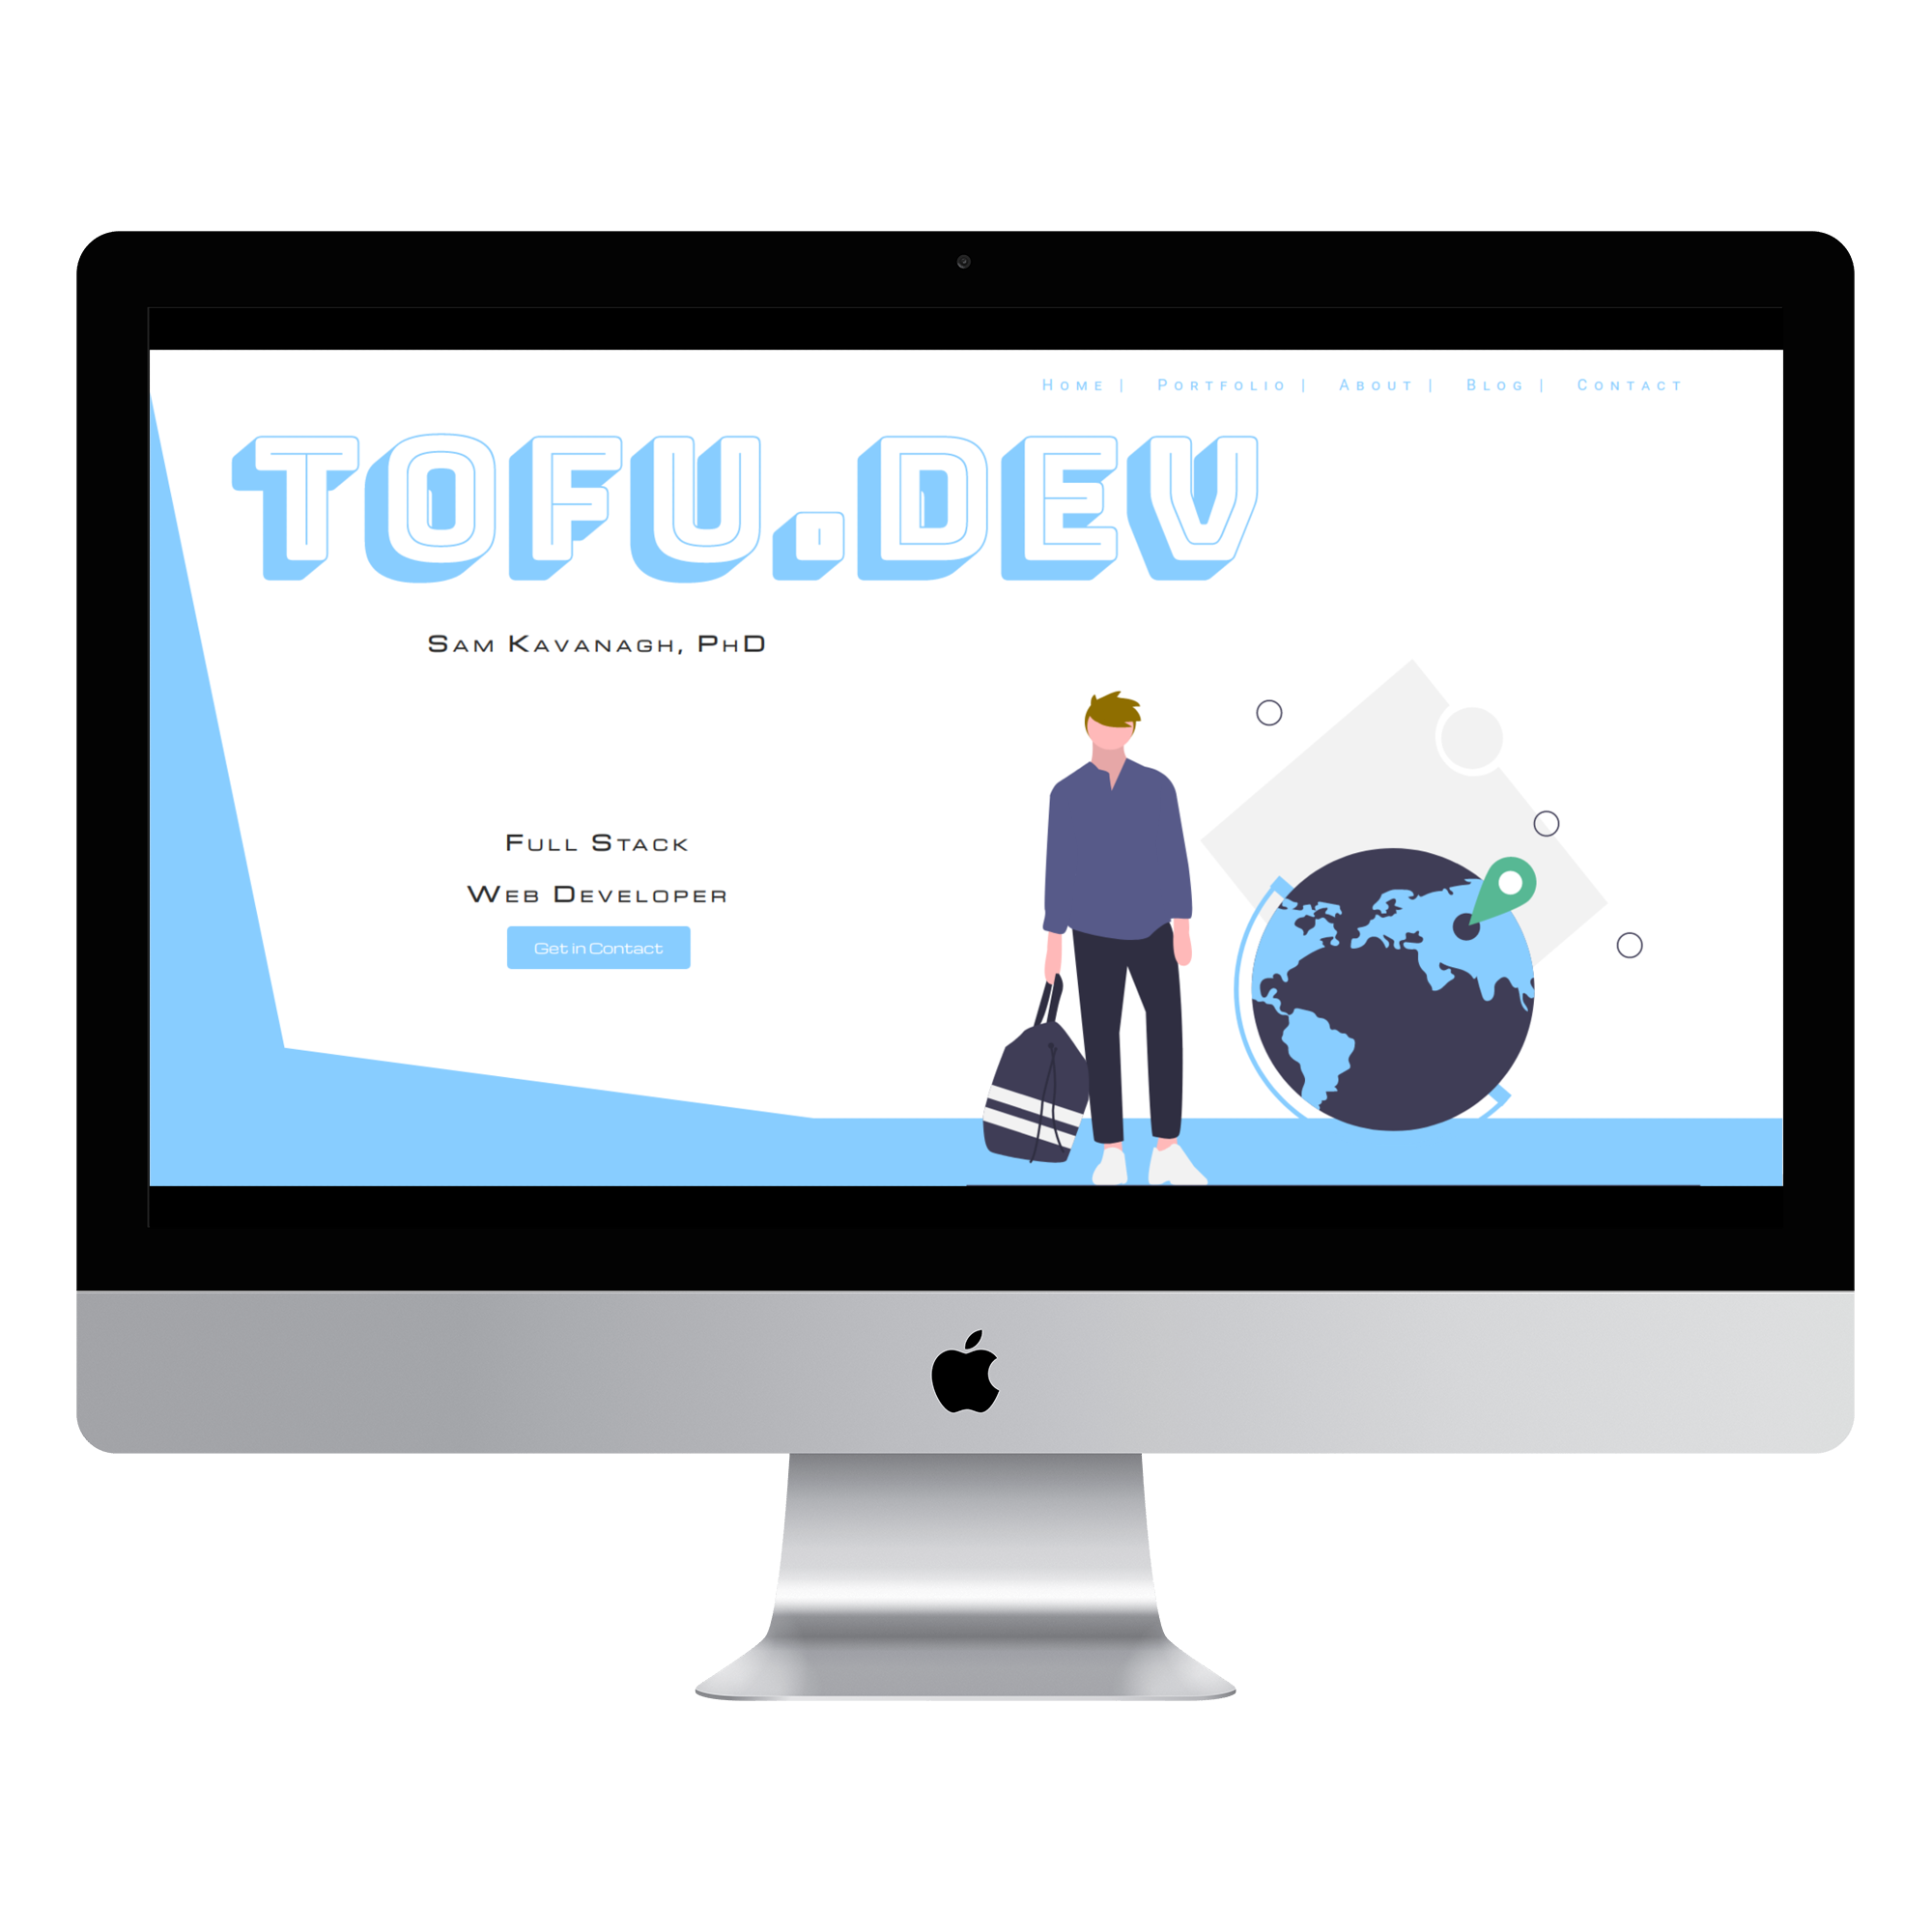 Home | Portfolio | About | Blog | Contact
TOFU.DEV
Sam Kavanagh, PhD
Full Stack
Web Developer
Get in Contact